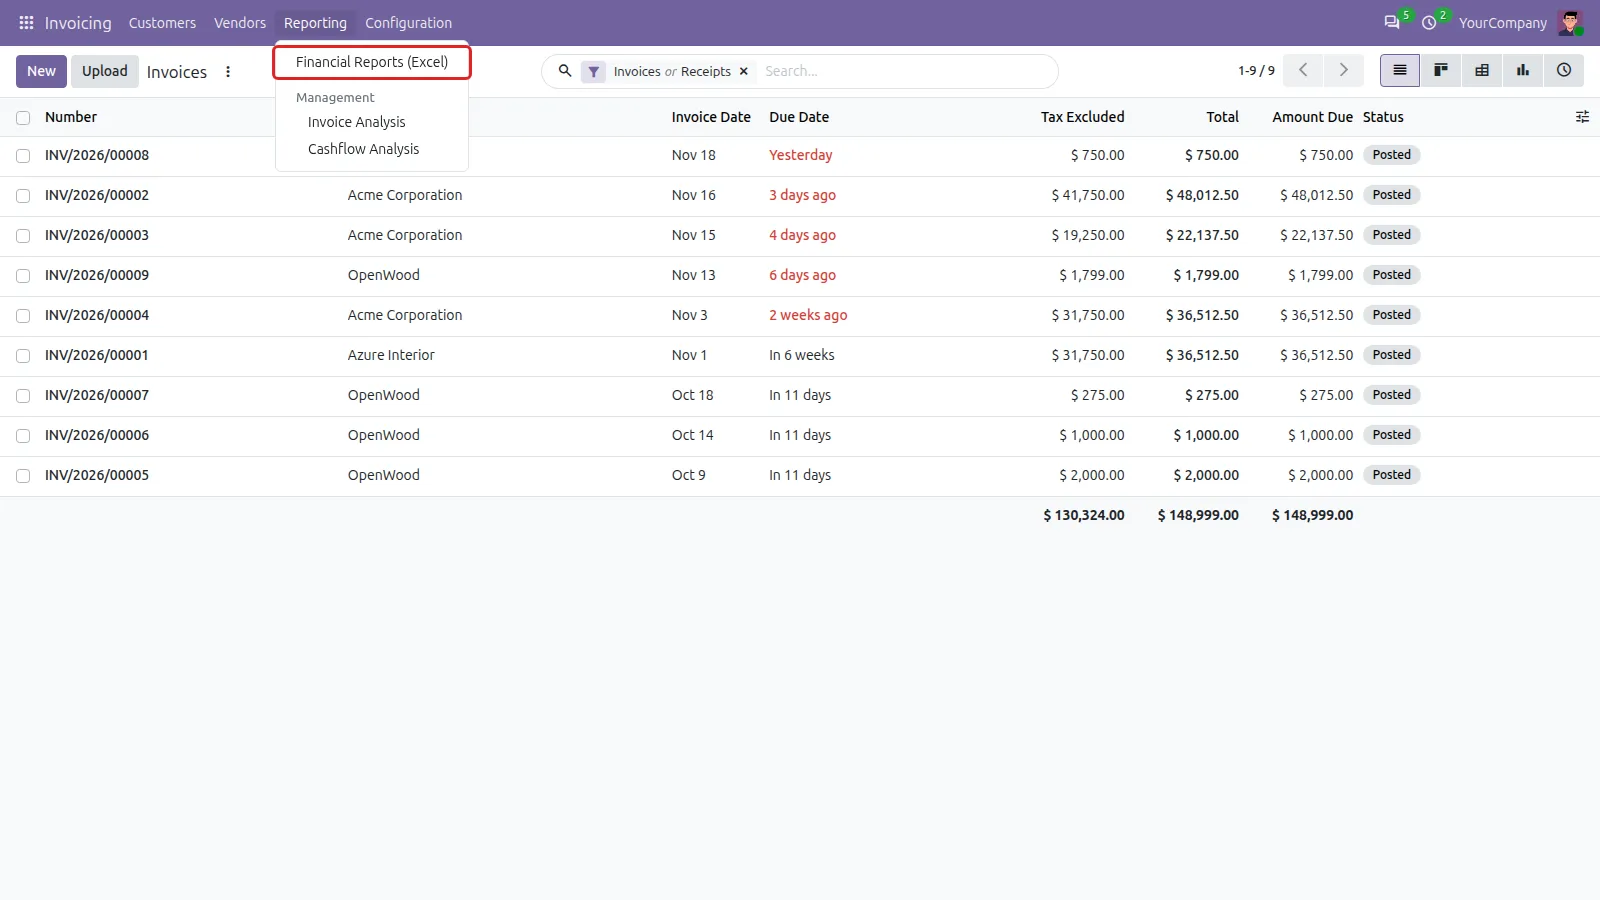 Invoicing Customers Vendors Reporting Configuration 5 2 YourCompany
New Upload Invoices Financial Reports (Excel) Invoices or Receipts Search... 1-9 / 9
Management
Invoice Analysis
Cashflow Analysis
Number Invoice Date Due Date Tax Excluded Total Amount Due Status
INV/2026/00008 Nov 18 Yesterday $ 750.00 $ 750.00 $ 750.00 Posted
INV/2026/00002 Acme Corporation Nov 16 3 days ago $ 41,750.00 $ 48,012.50 $ 48,012.50 Posted
INV/2026/00003 Acme Corporation Nov 15 4 days ago $ 19,250.00 $ 22,137.50 $ 22,137.50 Posted
INV/2026/00009 OpenWood Nov 13 6 days ago $ 1,799.00 $ 1,799.00 $ 1,799.00 Posted
INV/2026/00004 Acme Corporation Nov 3 2 weeks ago $ 31,750.00 $ 36,512.50 $ 36,512.50 Posted
INV/2026/00001 Azure Interior Nov 1 In 6 weeks $ 31,750.00 $ 36,512.50 $ 36,512.50 Posted
INV/2026/00007 OpenWood Oct 18 In 11 days $ 275.00 $ 275.00 $ 275.00 Posted
INV/2026/00006 OpenWood Oct 14 In 11 days $ 1,000.00 $ 1,000.00 $ 1,000.00 Posted
INV/2026/00005 OpenWood Oct 9 In 11 days $ 2,000.00 $ 2,000.00 $ 2,000.00 Posted
$ 130,324.00 $ 148,999.00 $ 148,999.00